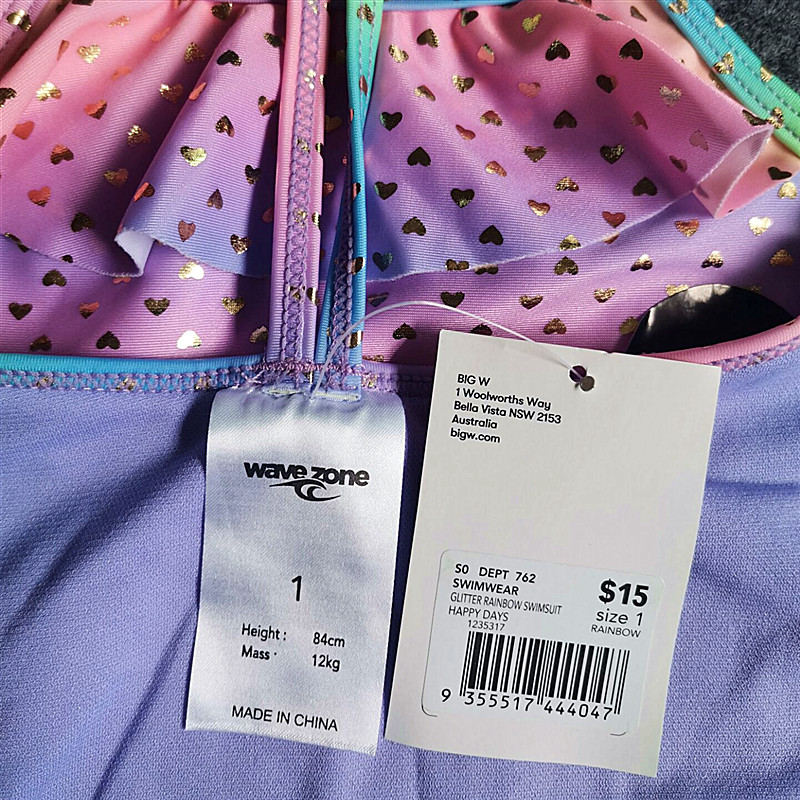 wave zone
1
Height : 84cm
Mass : 12kg
MADE IN CHINA
BIG W
1 Woolworths Way
Bella Vista NSW 2153
Australia
bigw.com
S0 DEPT 762
SWIMWEAR
GLITTER RAINBOW SWIMSUIT
HAPPY DAYS
1235317
$15
size 1
RAINBOW
9 355517 444047